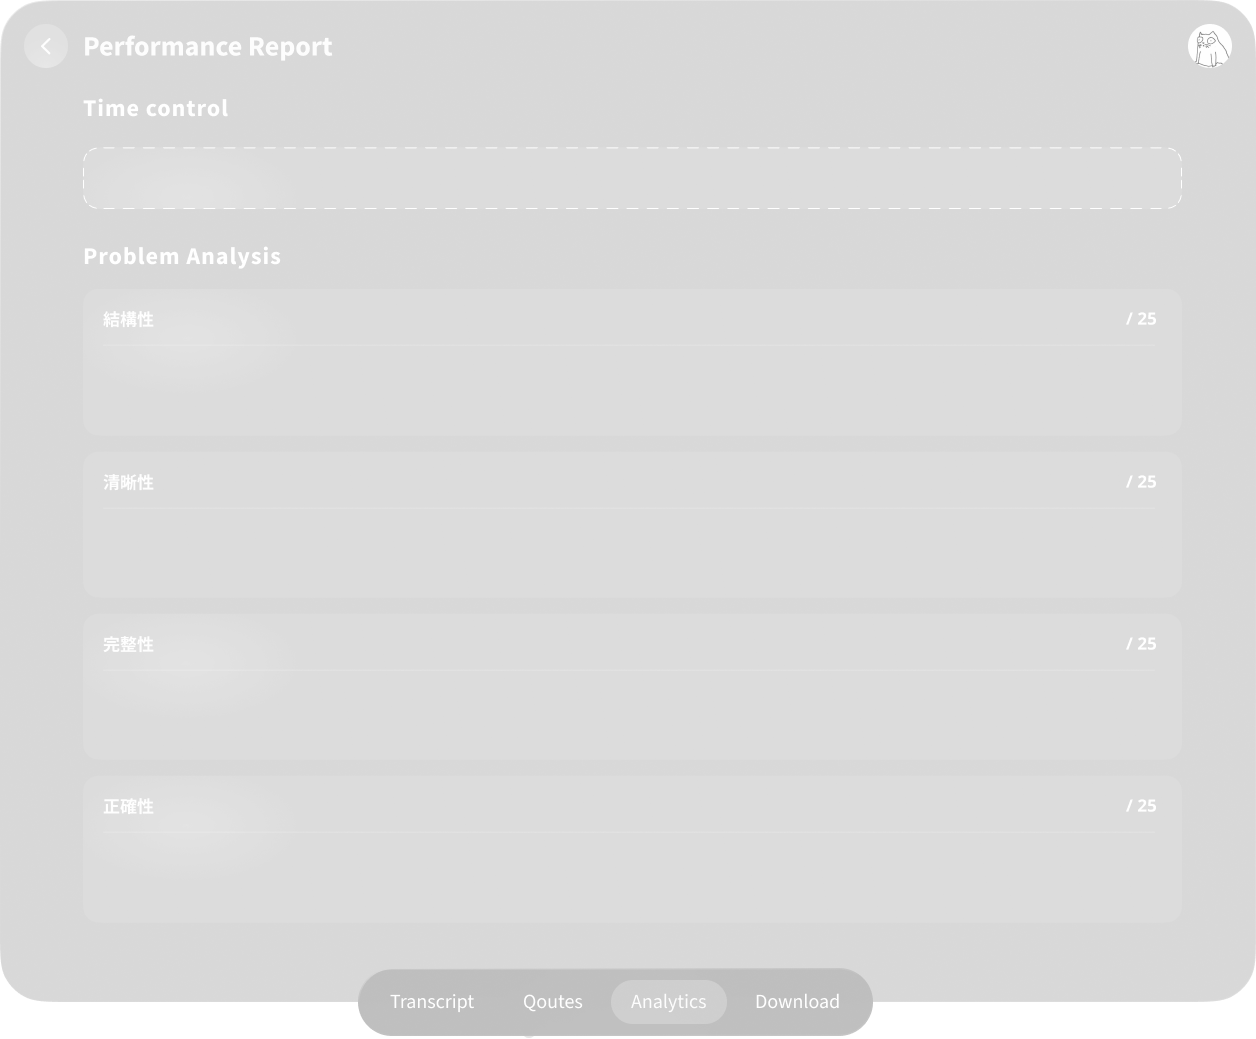 Performance Report
Time control
Problem Analysis
結構性 / 25
清晰性 / 25
完整性 / 25
正確性 / 25
Transcript Qoutes Analytics Download